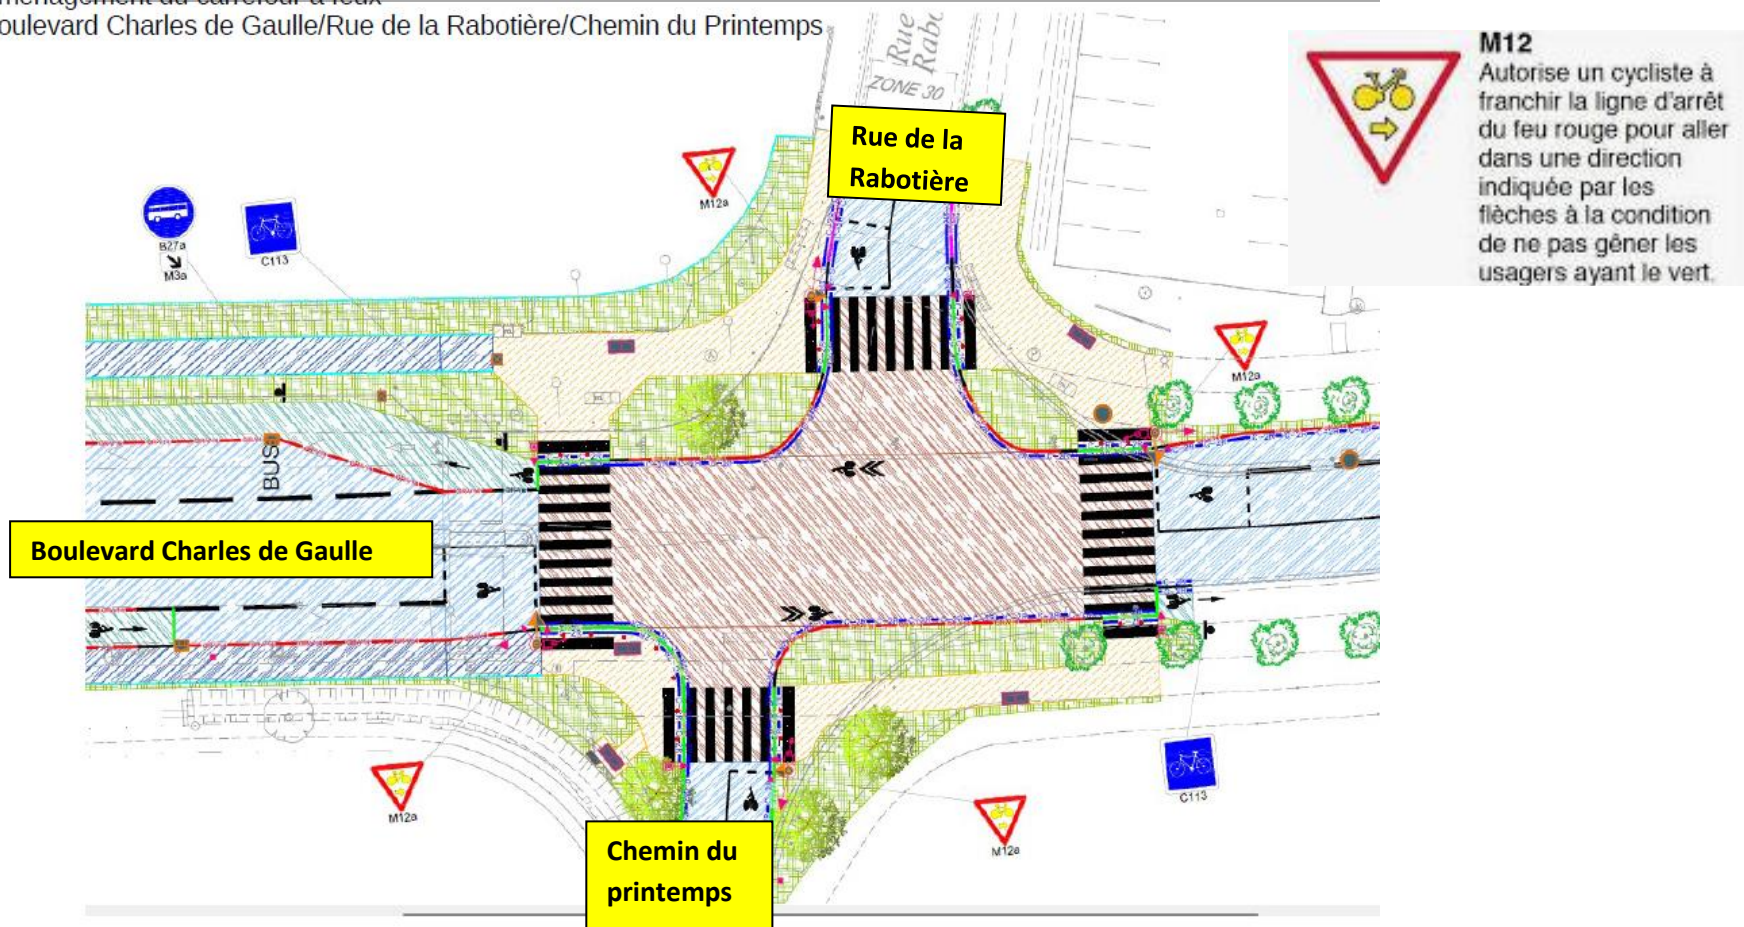 oulevard Charles de Gaulle/Rue de la Rabotière/Chemin du Printemps
M12
Autorise un cycliste à
franchir la ligne d'arrêt
du feu rouge pour aller
dans une direction
indiquée par les
flèches à la condition
de ne pas gêner les
usagers ayant le vert.
Rue
Rabo
ZONE 30
Rue de la
Rabotière
M12a
B27a
M3a
C113
M12a
BUS
Boulevard Charles de Gaulle
M12a
Chemin du
printemps
M12a
C113